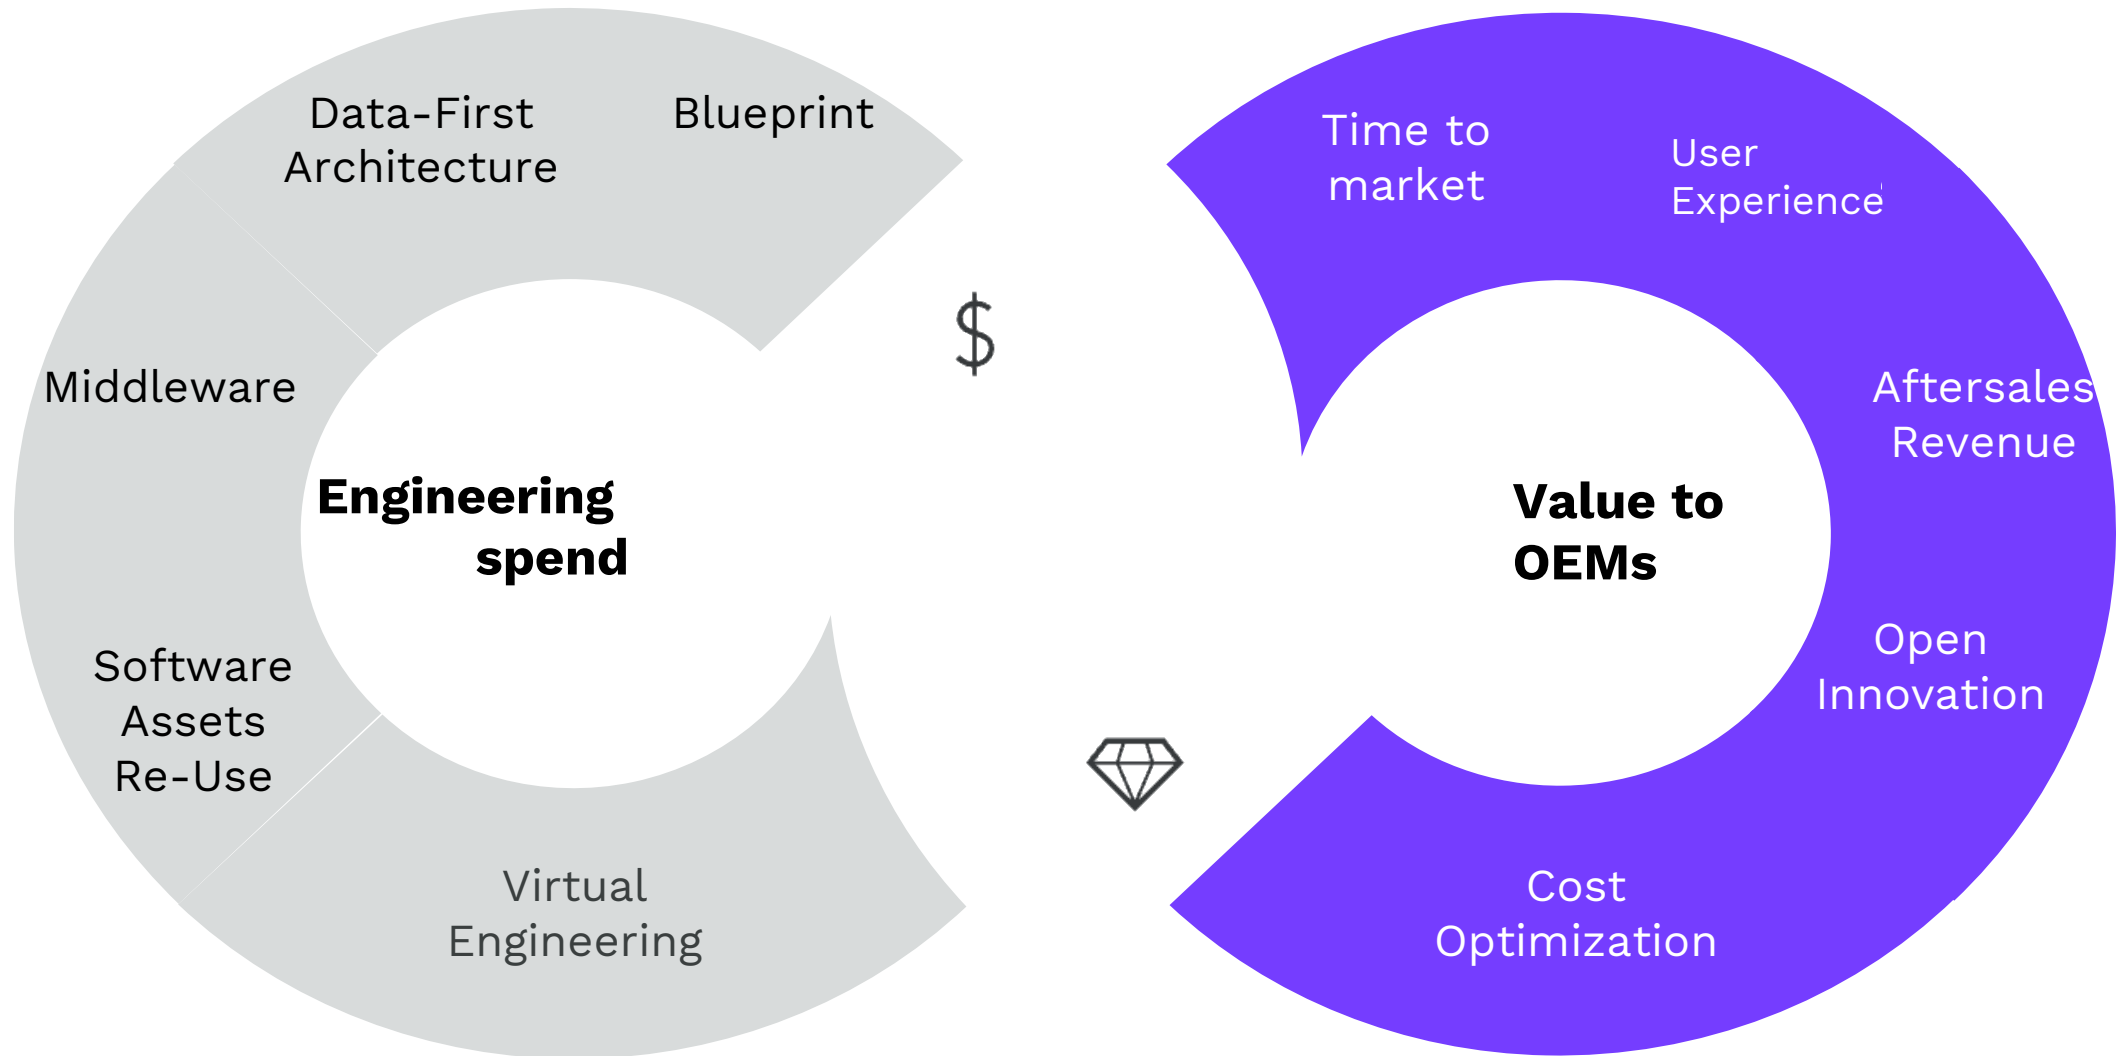 Data-First
Architecture
Blueprint
Middleware
Engineering
spend
Software
Assets
Re-Use
Virtual
Engineering
$
Time to
market
User
Experience
Aftersales
Revenue
Value to
OEMs
Open
Innovation
Cost
Optimization